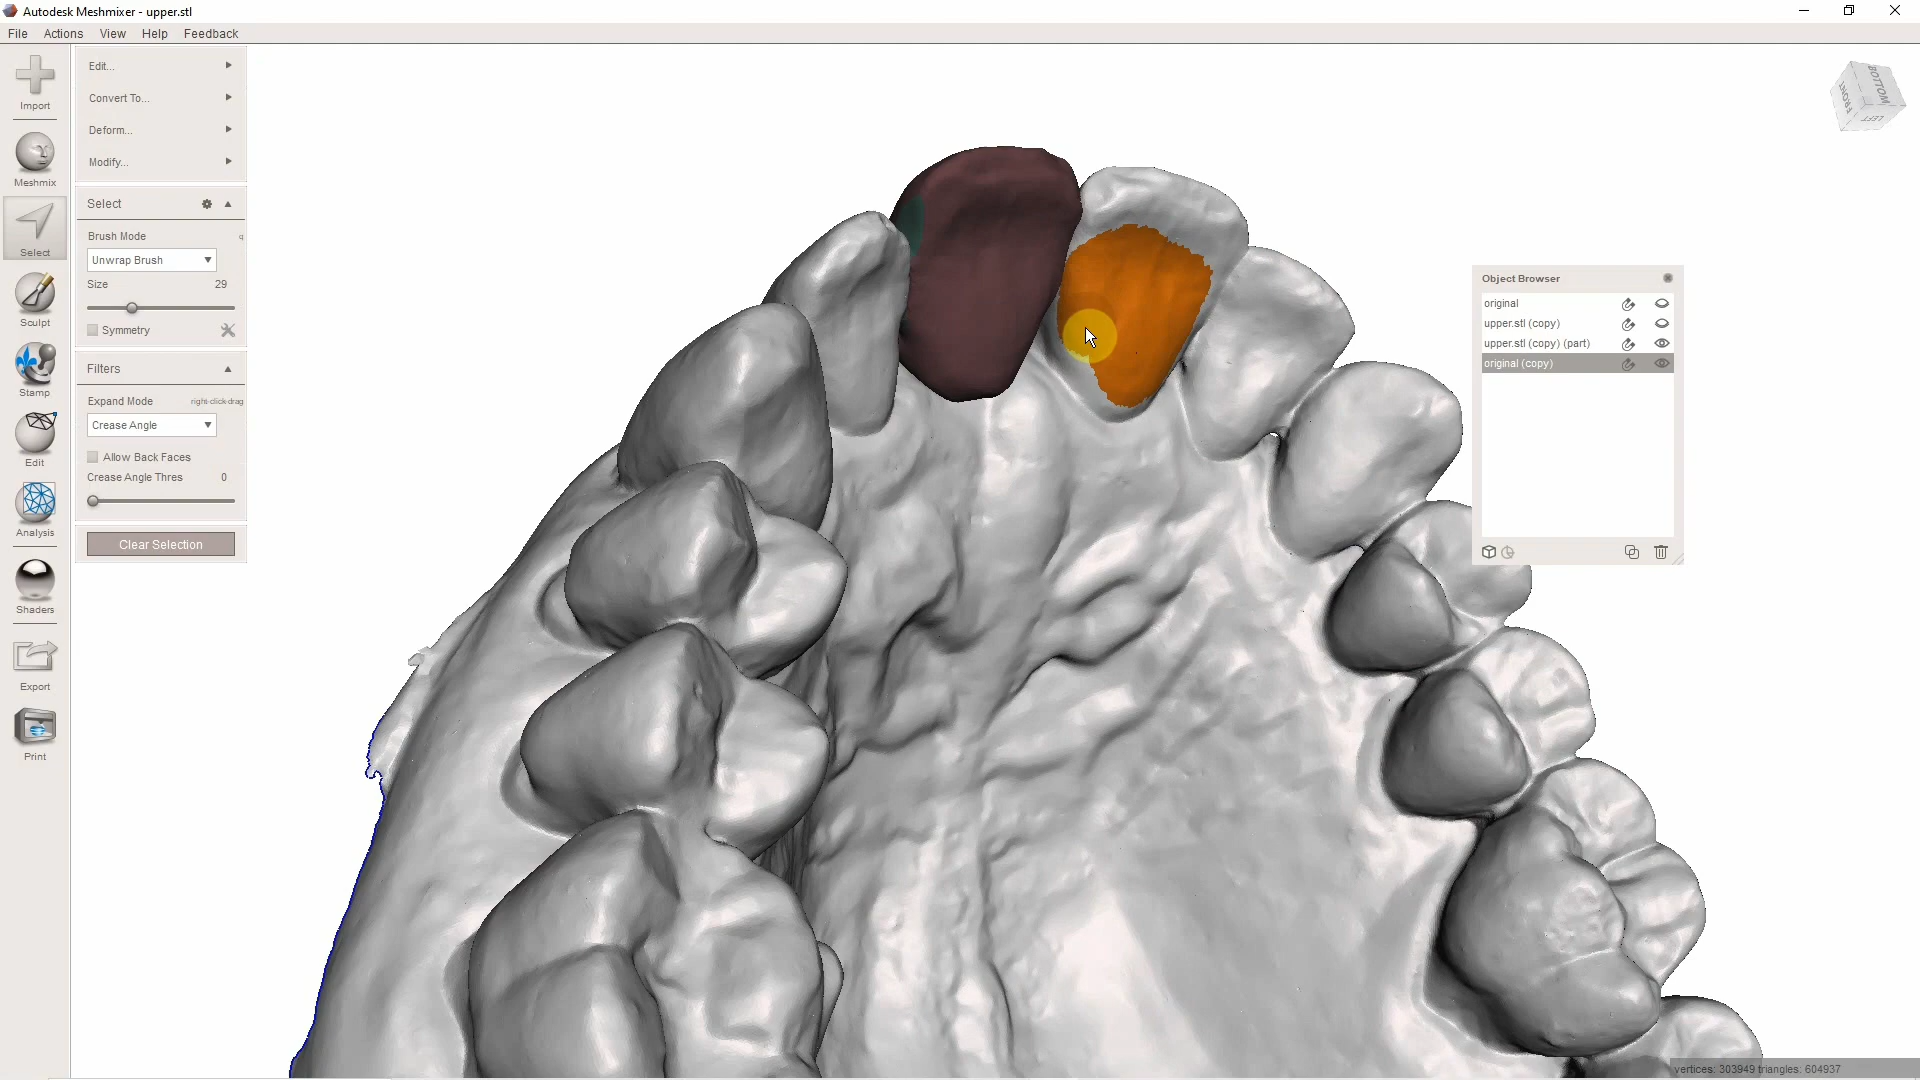 Autodesk Meshmixer - upper.stl
File Actions View Help Feedback
Import
Meshmix
Select
Sculpt
Stamp
Edit
Analysis
Shaders
Export
Print
Edit...
Convert To...
Deform...
Modify...
Select
Brush Mode q
Unwrap Brush
Size 29
Symmetry
Filters
Expand Mode right-click-drag
Crease Angle
Allow Back Faces
Crease Angle Thres 0
Clear Selection
BOTTOM
FRONT
LEFT
Object Browser
original
upper.stl (copy)
upper.stl (copy) (part)
original (copy)
vertices: 303949 triangles: 604937